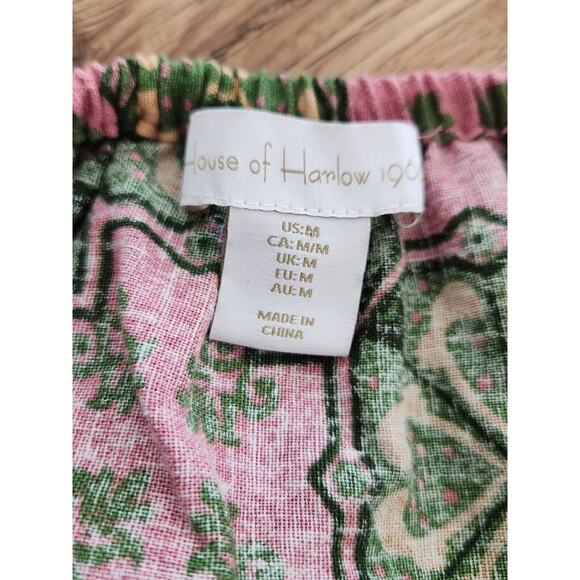 House of Harlow 196
US:M
CA: M/M
UK:M
EU:M
AU:M
MADE IN
CHINA